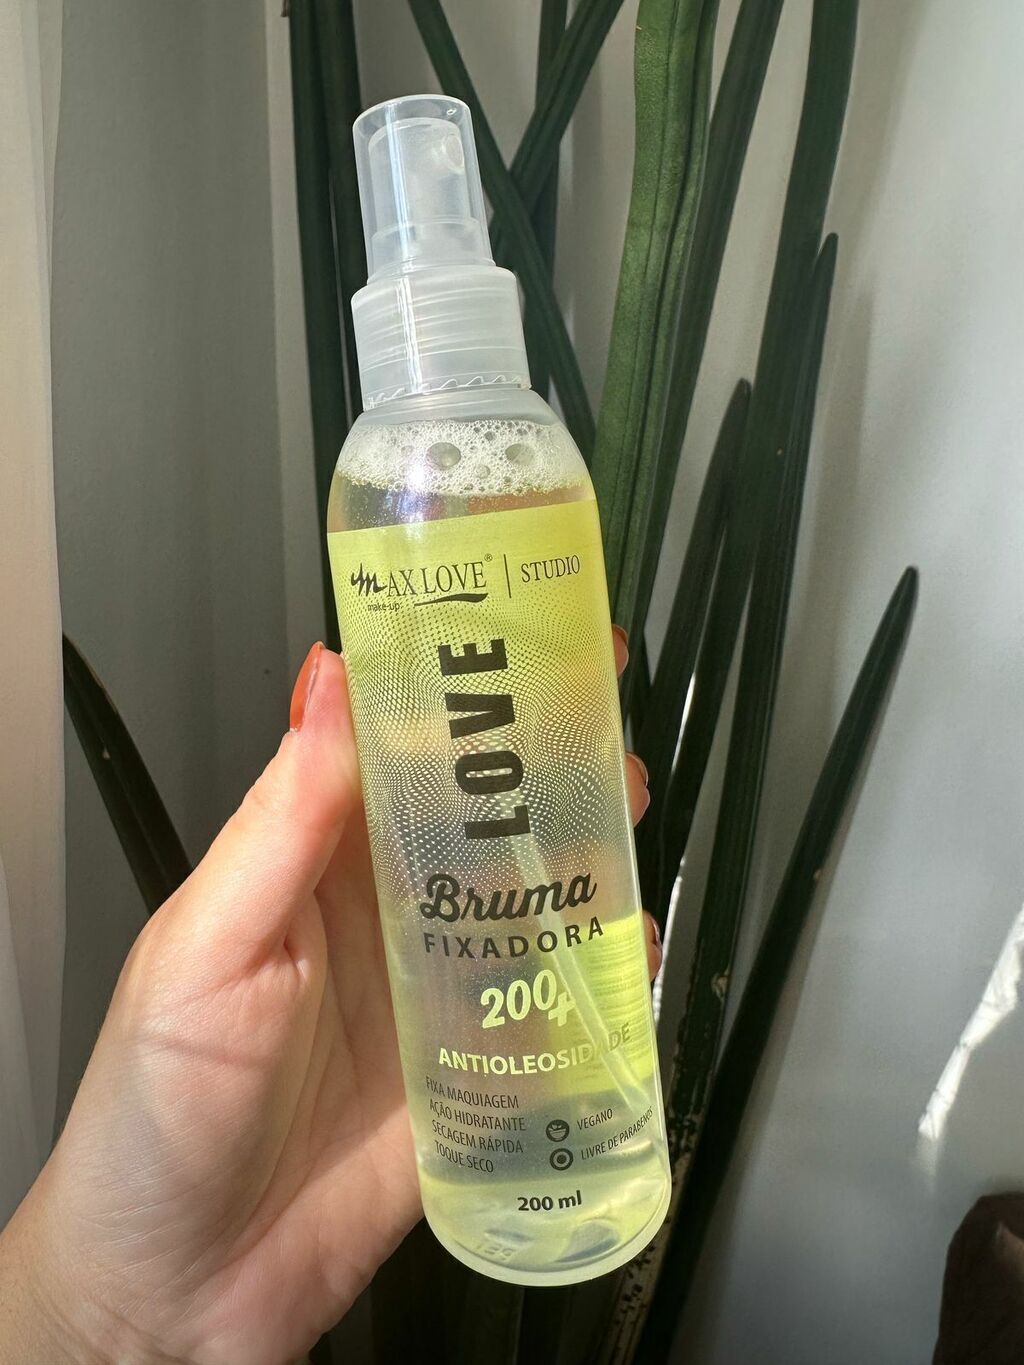 MAX LOVE® | STUDIO
make-up
LOVE
Bruma
FIXADORA
200+
ANTIOLEOSIDADE
FIXA MAQUIAGEM
AÇÃO HIDRATANTE
SECAGEM RÁPIDA
TOQUE SECO
VEGANO
LIVRE DE PARABENOS
200 ml